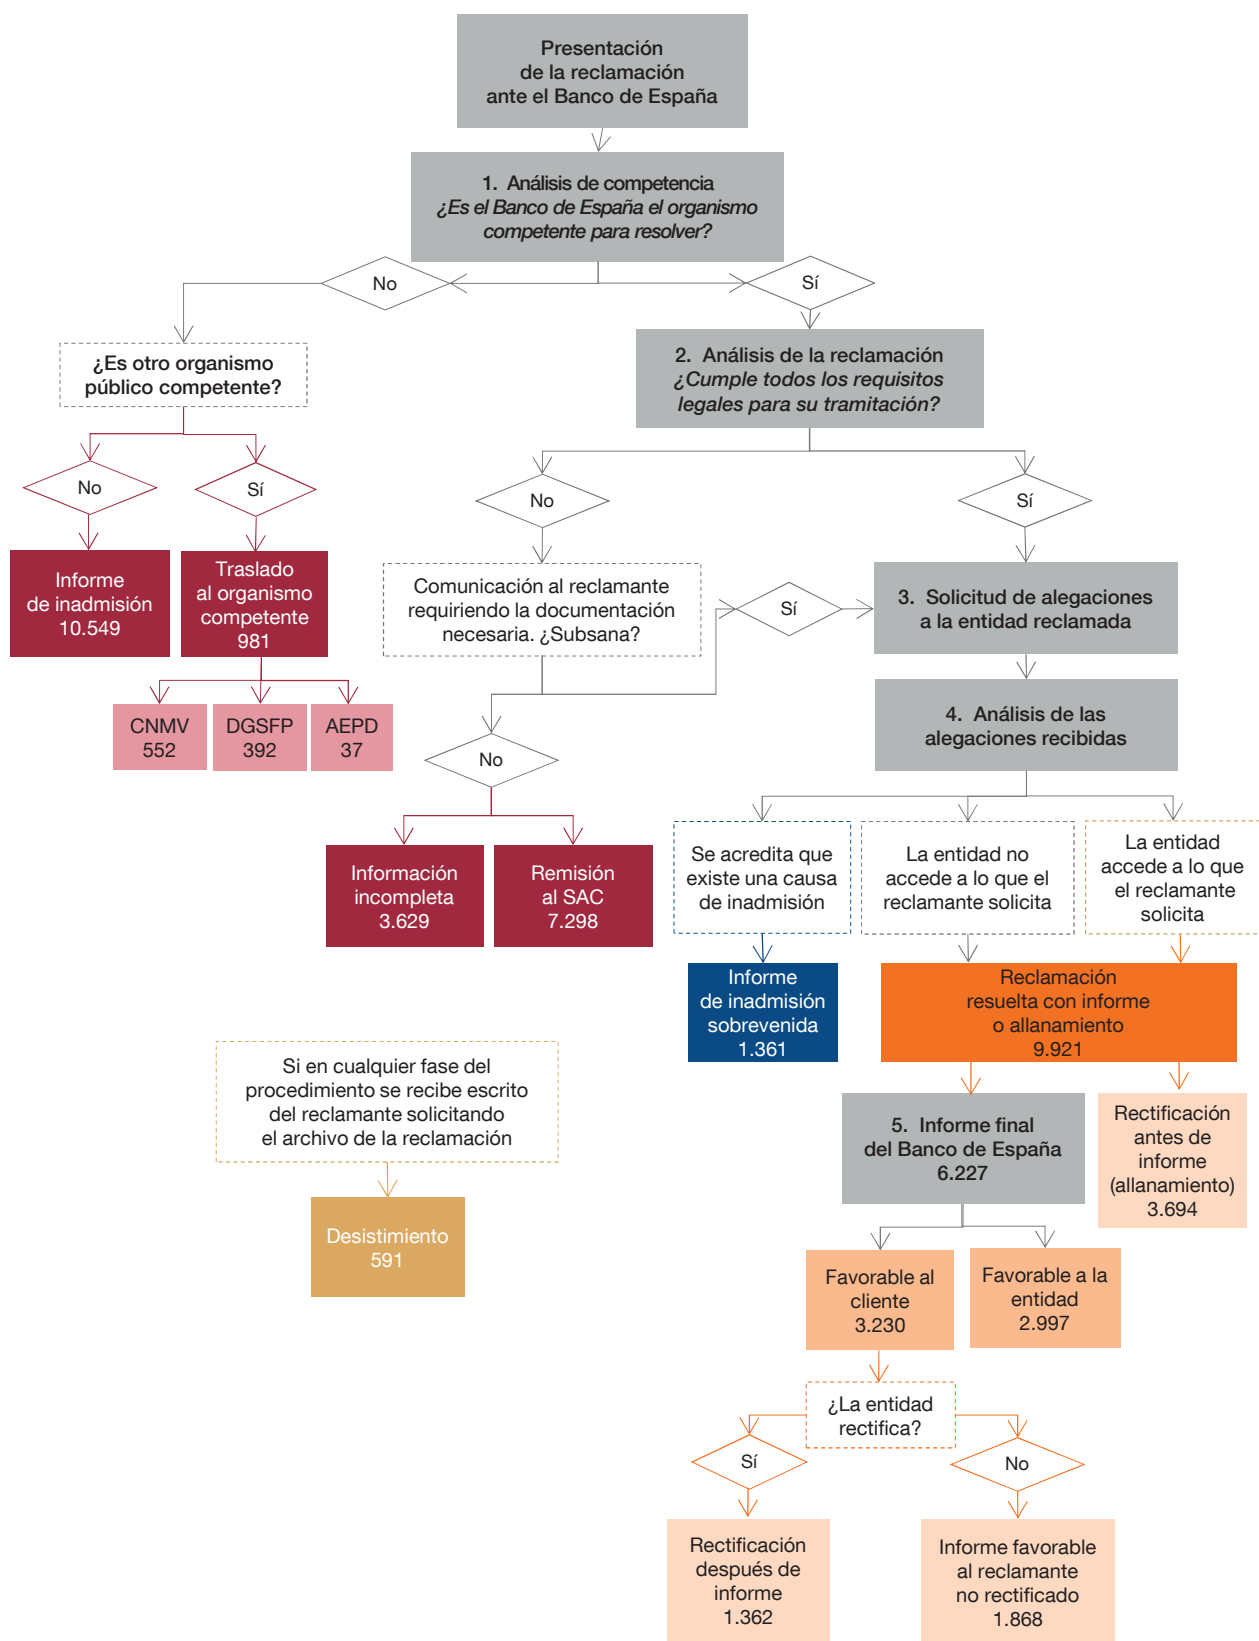 Presentación
de la reclamación
ante el Banco de España
1. Análisis de competencia
¿Es el Banco de España el organismo
competente para resolver?
No
Sí
¿Es otro organismo
público competente?
2. Análisis de la reclamación
¿Cumple todos los requisitos
legales para su tramitación?
No
Sí
No
Sí
Informe
de inadmisión
10.549
Traslado
al organismo
competente
981
Comunicación al reclamante
requiriendo la documentación
necesaria. ¿Subsana?
Sí
3. Solicitud de alegaciones
a la entidad reclamada
CNMV
552
DGSFP
392
AEPD
37
No
4. Análisis de las
alegaciones recibidas
Información
incompleta
3.629
Remisión
al SAC
7.298
Se acredita que
existe una causa
de inadmisión
La entidad no
accede a lo que el
reclamante solicita
La entidad
accede a lo que
el reclamante
solicita
Informe
de inadmisión
sobrevenida
1.361
Reclamación
resuelta con informe
o allanamiento
9.921
Si en cualquier fase del
procedimiento se recibe escrito
del reclamante solicitando
el archivo de la reclamación
5. Informe final
del Banco de España
6.227
Rectificación
antes de
informe
(allanamiento)
3.694
Desistimiento
591
Favorable al
cliente
3.230
Favorable a la
entidad
2.997
¿La entidad
rectifica?
Sí
No
Rectificación
después de
informe
1.362
Informe favorable
al reclamante
no rectificado
1.868